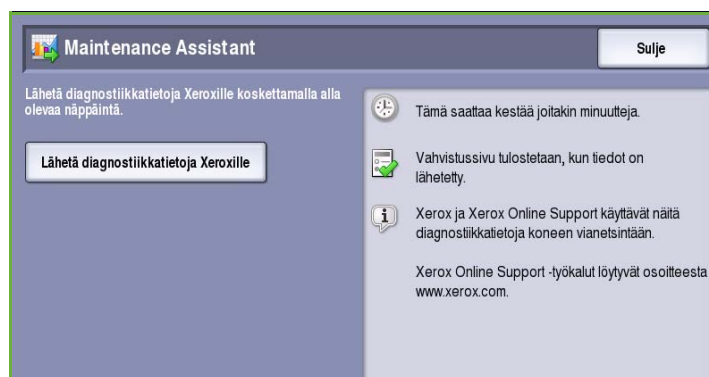 Maintenance Assistant
Sulje
Lähetä diagnostiikkatietoja Xeroxille koskettamalla alla
olevaa näppäintä.
Lähetä diagnostiikkatietoja Xeroxille
Tämä saattaa kestää joitakin minuutteja.
Vahvistussivu tulostetaan, kun tiedot on
lähetetty.
Xerox ja Xerox Online Support käyttävät näitä
diagnostiikkatietoja koneen vianetsintään.
Xerox Online Support -työkalut löytyvät osoitteesta
www.xerox.com.